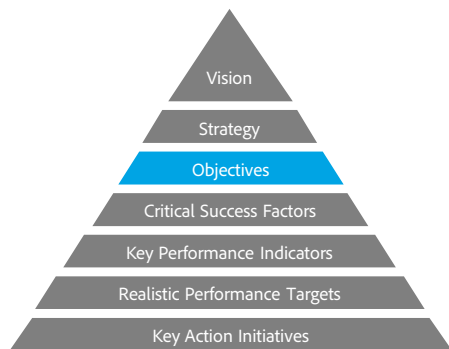 Vision
Strategy
Objectives
Critical Success Factors
Key Performance Indicators
Realistic Performance Targets
Key Action Initiatives